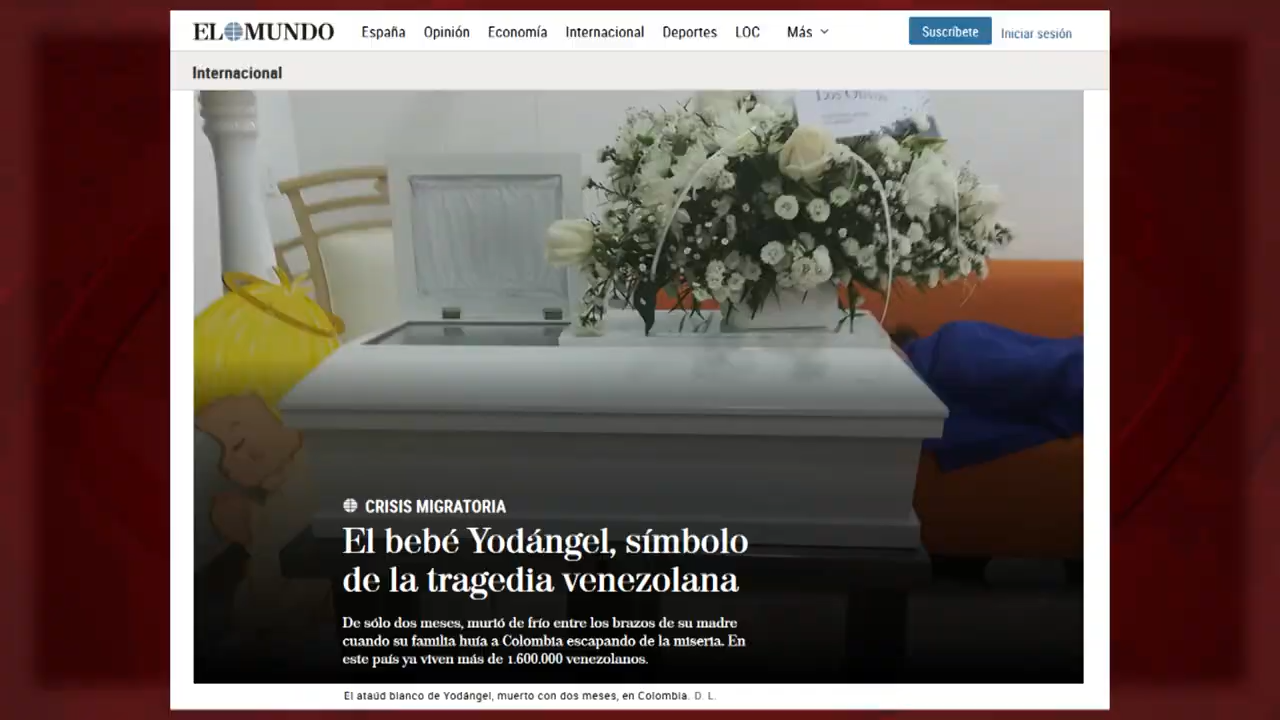 EL MUNDO
España Opinión Economía Internacional Deportes LOC Más
Suscríbete
Iniciar sesión
Internacional
CRISIS MIGRATORIA
El bebé Yodángel, símbolo
de la tragedia venezolana
De sólo dos meses, murió de frío entre los brazos de su madre
cuando su familia huía a Colombia escapando de la miseria. En
este país ya viven más de 1.600.000 venezolanos.
El ataúd blanco de Yodángel, muerto con dos meses, en Colombia. D. L.